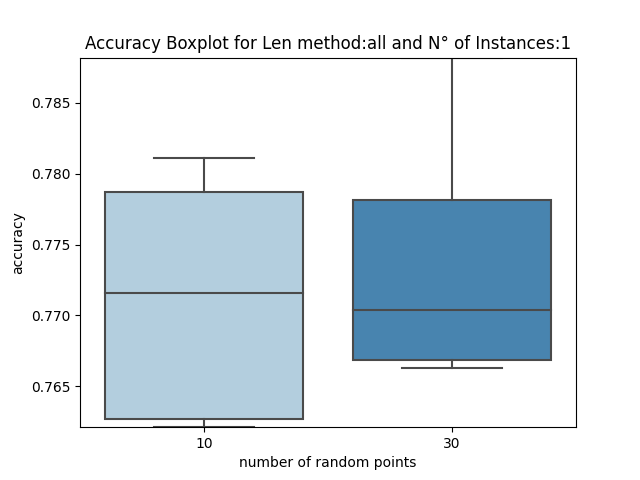 Accuracy Boxplot for Len method:all and N° of Instances:1
0.785
0.780
0.775
0.770
0.765
accuracy
10 30
number of random points